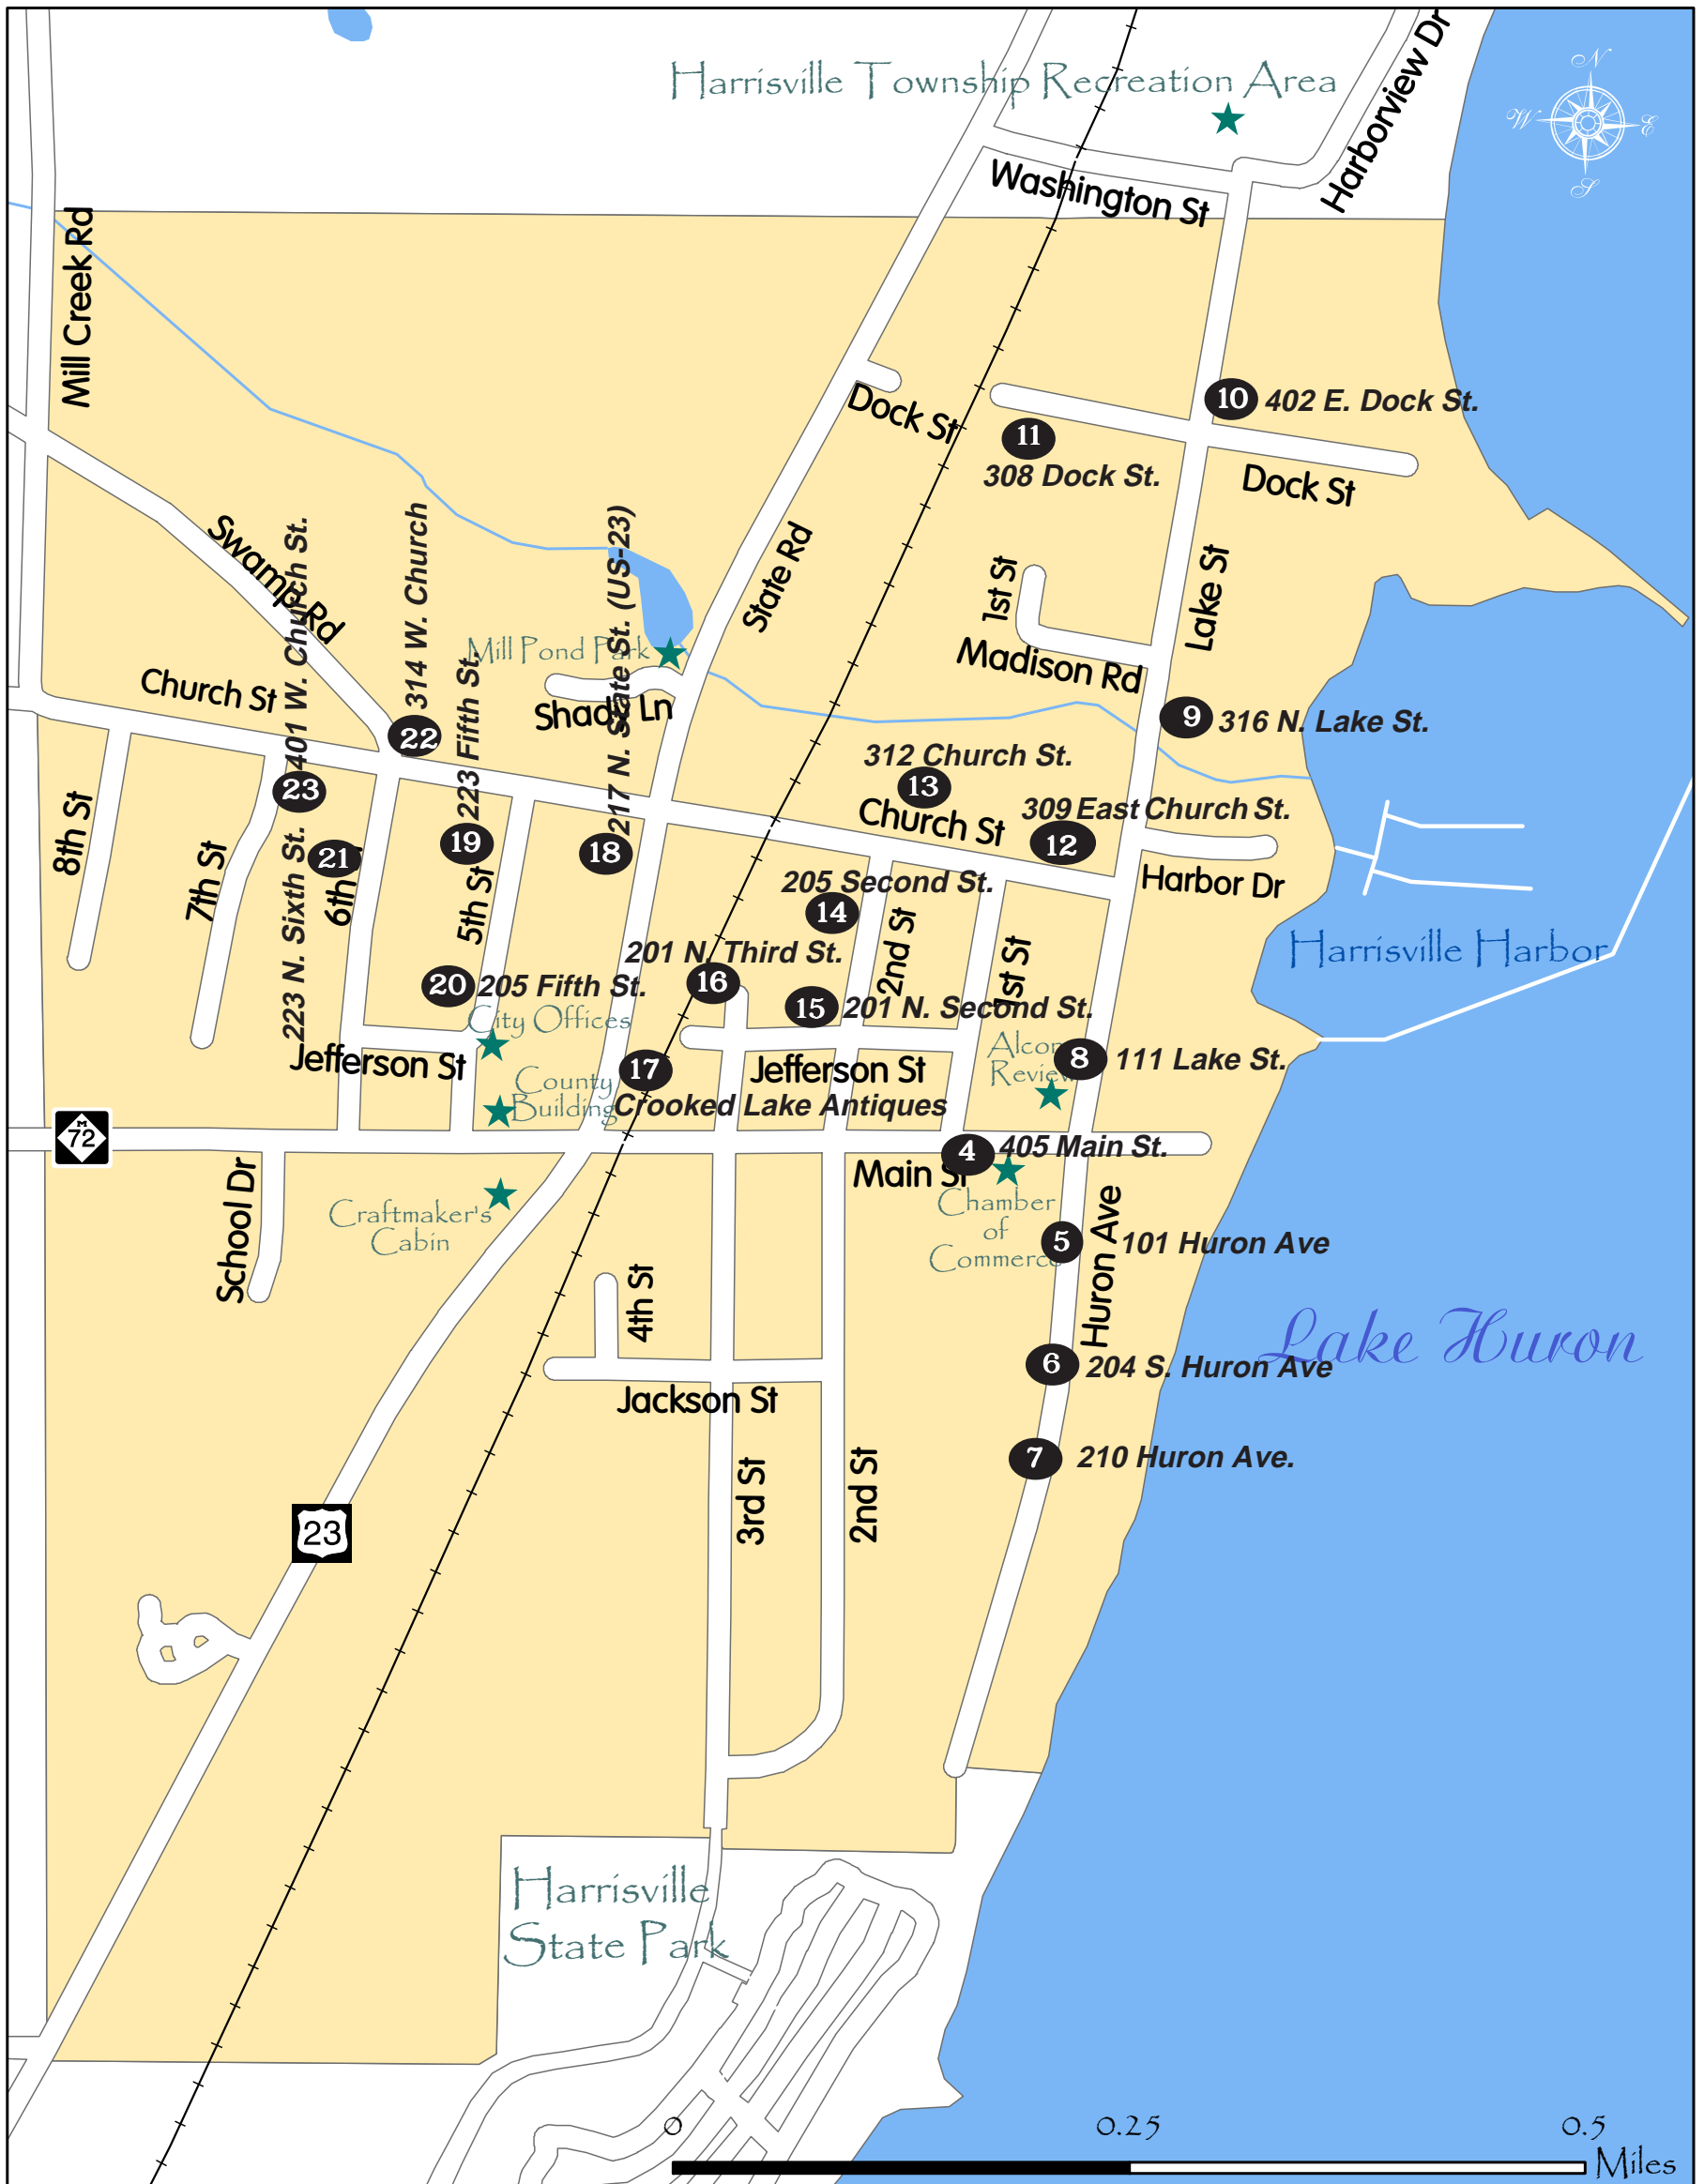 Harrisville Township Recreation Area
N
W
E
S
Harborview Dr
Washington St
Mill Creek Rd
Dock St
10 402 E. Dock St.
11
308 Dock St.
Dock St
Swamp Rd
401 W. Church St.
314 W. Church
217 N. State St. (US-23)
State Rd
1st St
Lake St
Mill Pond Park
Madison Rd
Church St
223 Fifth St.
Shady Ln
22
9 316 N. Lake St.
312 Church St.
23
13
309 East Church St.
Church St
12
8th St
7th St
21
6th
19
18
5th St
Harbor Dr
205 Second St.
14
2nd St
223 N. Sixth St.
201 N. Third St.
1st St
Harrisville Harbor
20 205 Fifth St.
16
15 201 N. Second St.
City Offices
Jefferson St
17
Jefferson St
Alcona
Review
8 111 Lake St.
County
Building
Crooked Lake Antiques
M
72
4 405 Main St.
Main St
School Dr
Craftmaker's
Cabin
Chamber
of
Commerce
5 101 Huron Ave
Huron Ave
4th St
Lake Huron
6 204 S. Huron Ave
Jackson St
7 210 Huron Ave.
3rd St
2nd St
23
Harrisville
State Park
0
0.25
0.5
Miles